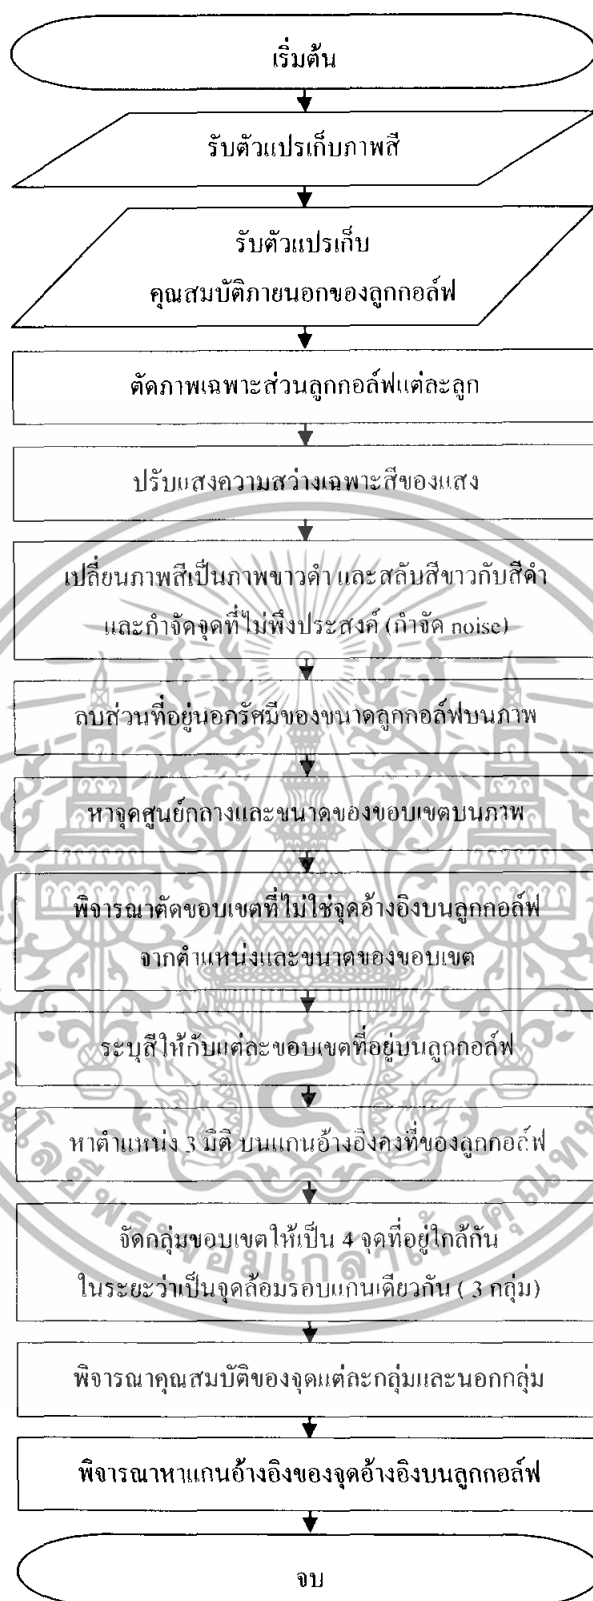 เริ่มต้น
รับตัวแปรเก็บภาพสี
รับตัวแปรเก็บ
คุณสมบัติภายนอกของลูกกอล์ฟ
ตัดภาพเฉพาะส่วนลูกกอล์ฟแต่ละลูก
ปรับแสงความสว่างเฉพาะสีของแสง
เปลี่ยนภาพสีเป็นภาพขาวดำ และสลับสีขาวกับสีดำ
และกำจัดจุดที่ไม่พึงประสงค์ (กำจัด noise)
ลบส่วนที่อยู่นอกรัศมีของขนาดลูกกอล์ฟบนภาพ
หาจุดศูนย์กลางและขนาดของขอบเขตบนภาพ
พิจารณาตัดขอบเขตที่ไม่ใช่จุดอ้างอิงบนลูกกอล์ฟ
จากตำแหน่งและขนาดของขอบเขต
ระบุสีให้กับแต่ละขอบเขตที่อยู่บนลูกกอล์ฟ
หาตำแหน่ง 3 มิติ บนแกนอ้างอิงคงที่ของลูกกอล์ฟ
จัดกลุ่มขอบเขตให้เป็น 4 จุดที่อยู่ใกล้กัน
ในระยะว่าเป็นจุดล้อมรอบแกนเดียวกัน ( 3 กลุ่ม)
พิจารณาคุณสมบัติของจุดแต่ละกลุ่มและนอกกลุ่ม
พิจารณาหาแกนอ้างอิงของจุดอ้างอิงบนลูกกอล์ฟ
จบ